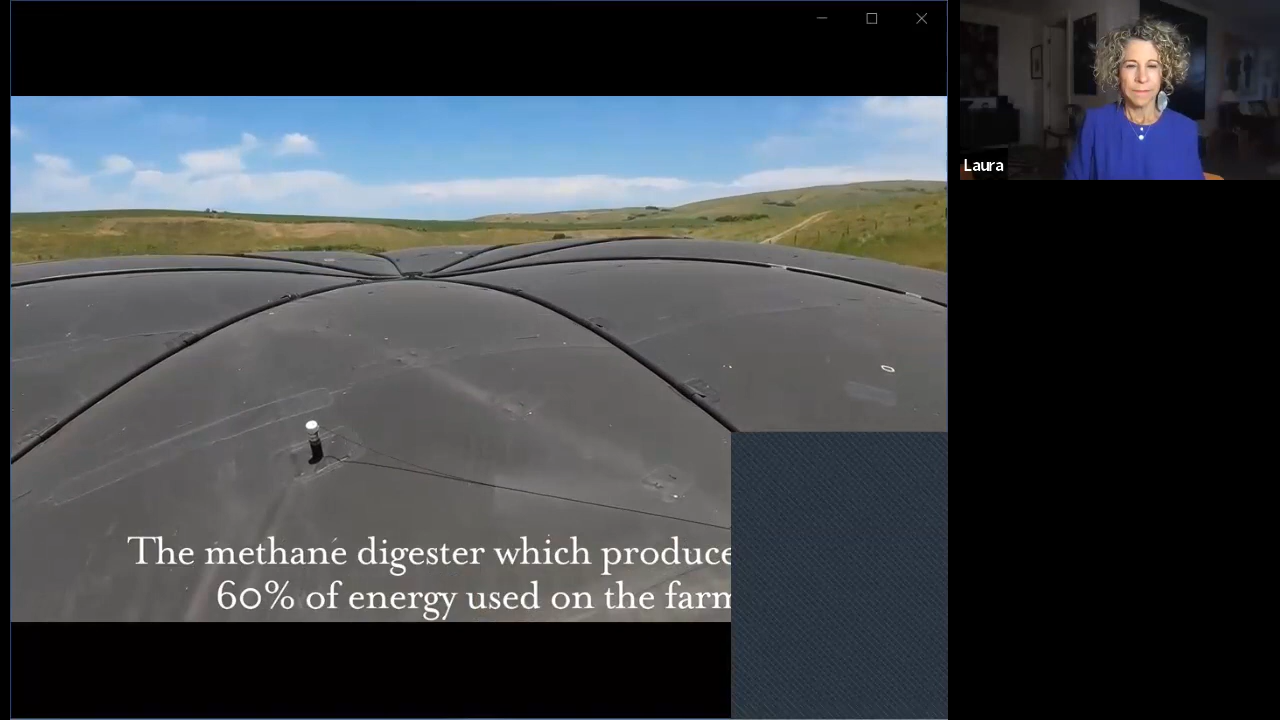 The methane digester which produce
60% of energy used on the farm
Laura